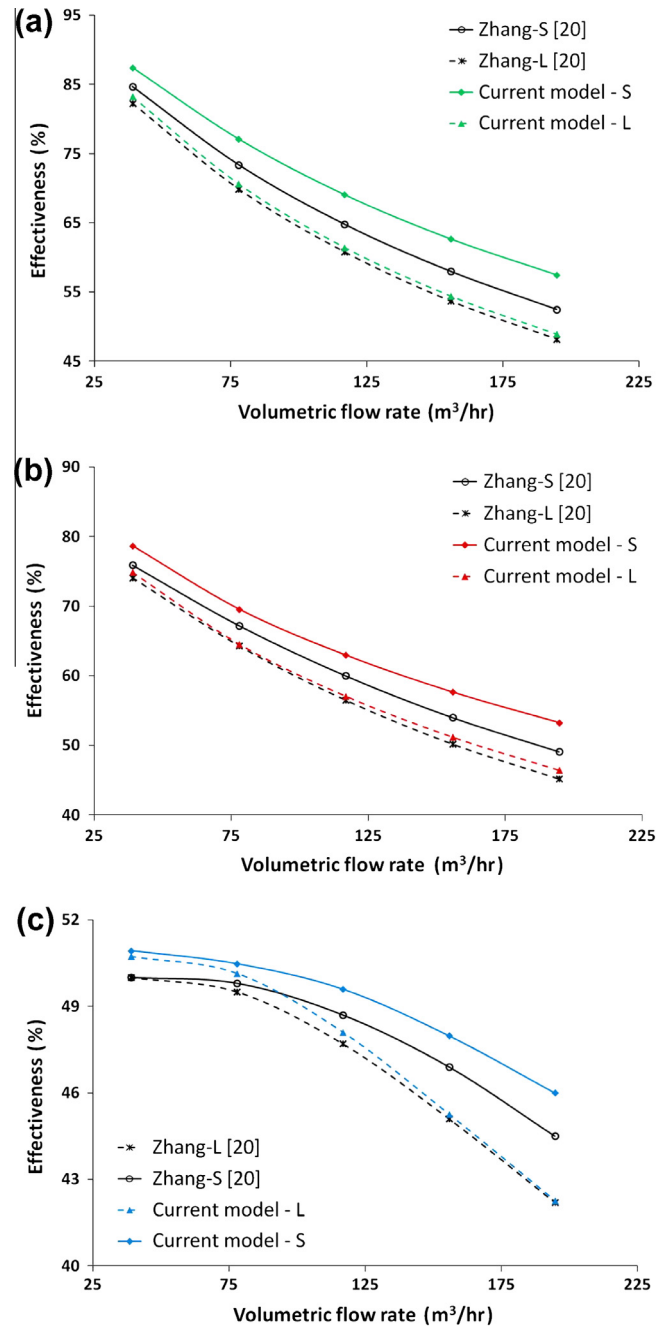 (a)
95
85
75
65
55
45
Effectiveness (%)
Zhang-S [20]
Zhang-L [20]
Current model - S
Current model - L
25 75 125 175 225
Volumetric flow rate (m³/hr)
(b)
90
80
70
60
50
40
Effectiveness (%)
Zhang-S [20]
Zhang-L [20]
Current model - S
Current model - L
25 75 125 175 225
Volumetric flow rate (m³/hr)
(c)
52
49
46
43
40
Effectiveness (%)
Zhang-L [20]
Zhang-S [20]
Current model - L
Current model - S
25 75 125 175 225
Volumetric flow rate (m³/hr)